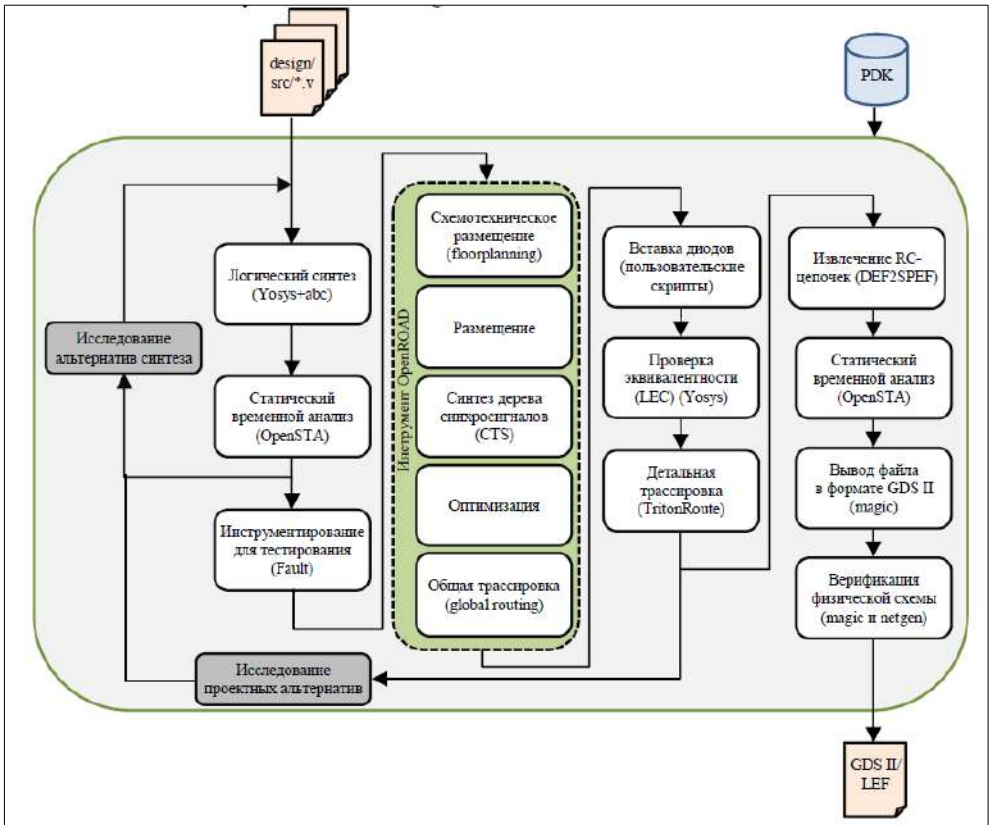 design/
src/*.v
PDK
Логический синтез
(Yosys+abc)
Исследование
альтернатив синтеза
Статический
временной анализ
(OpenSTA)
Инструментирование
для тестирования
(Fault)
Исследование
проектных альтернатив
Инструмент OpenROAD
Схемотехническое
размещение
(floorplanning)
Размещение
Синтез дерева
синхросигналов
(CTS)
Оптимизация
Общая трассировка
(global routing)
Вставка диодов
(пользовательские
скрипты)
Проверка
эквивалентности
(LEC) (Yosys)
Детальная
трассировка
(TritonRoute)
Извлечение RC-
цепочек (DEF2SPEF)
Статический
временной анализ
(OpenSTA)
Вывод файла
в формате GDS II
(magic)
Верификация
физической схемы
(magic и netgen)
GDS II/
LEF